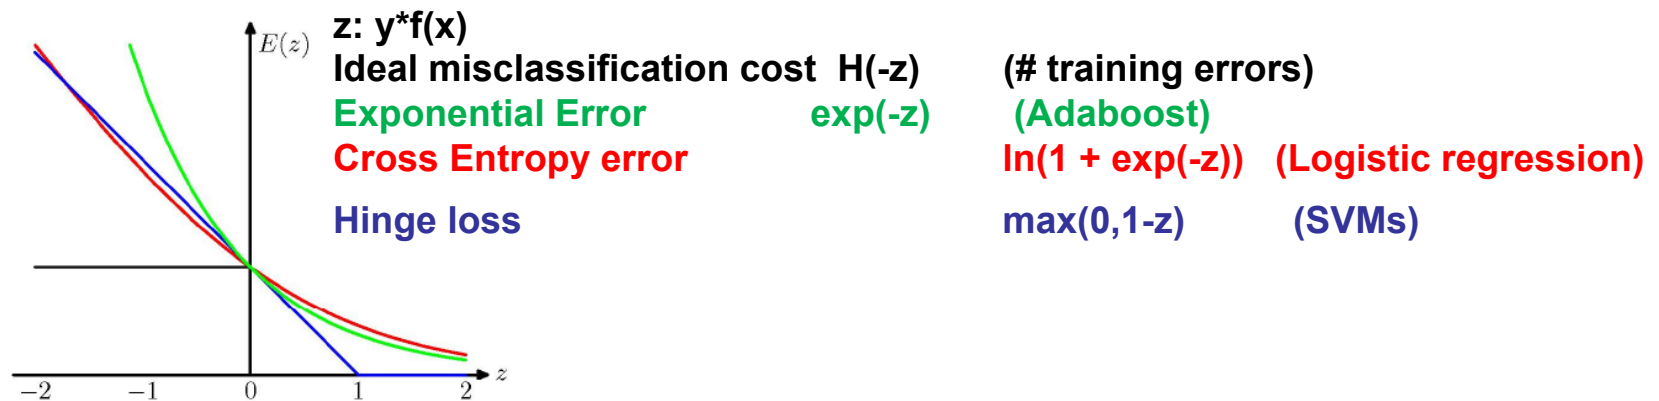 z: y*f(x)
E(z)
Ideal misclassification cost H(-z) (# training errors)
Exponential Error exp(-z) (Adaboost)
Cross Entropy error ln(1 + exp(-z)) (Logistic regression)
Hinge loss max(0,1-z) (SVMs)
−2 −1 0 1 2 z